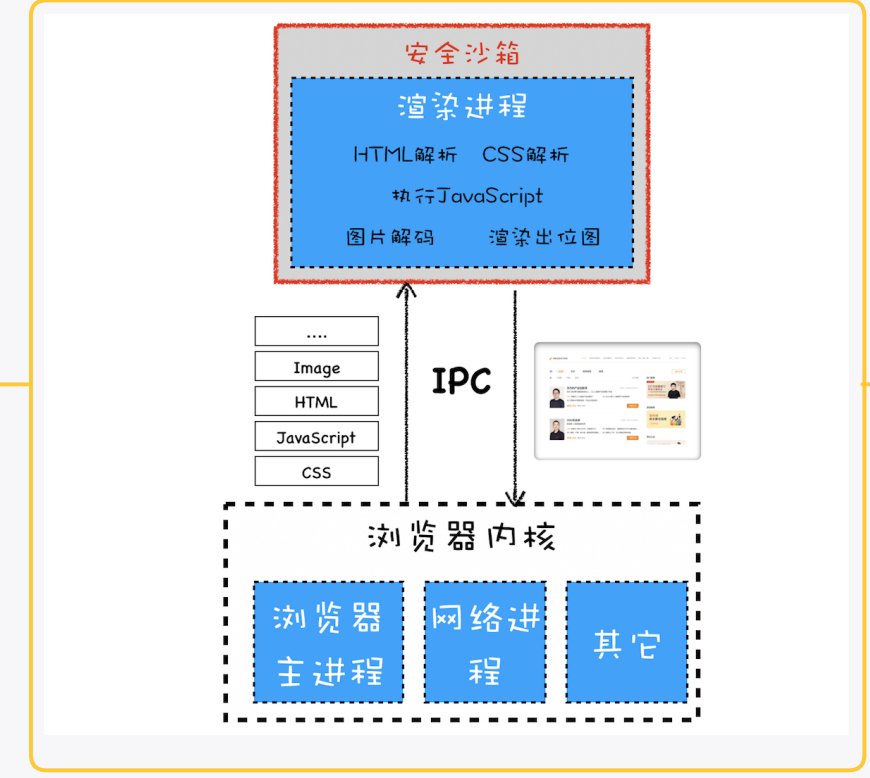 安全沙箱
渲染进程
HTML解析 CSS解析
执行JavaScript
图片解码 渲染出位图
....
Image
HTML
JavaScript
CSS
IPC
浏览器内核
浏览器
主进程
网络进
程
其它